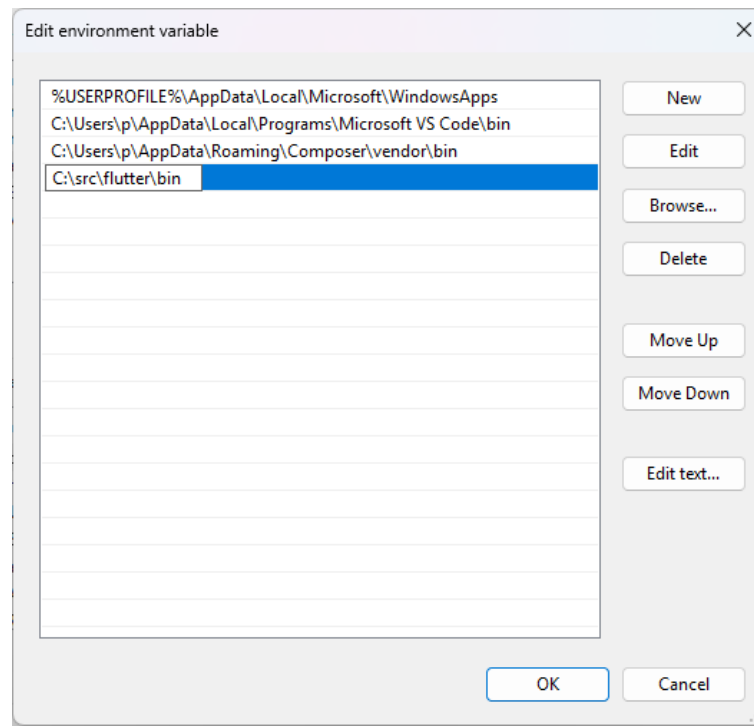 Edit environment variable
%USERPROFILE%\AppData\Local\Microsoft\WindowsApps
C:\Users\p\AppData\Local\Programs\Microsoft VS Code\bin
C:\Users\p\AppData\Roaming\Composer\vendor\bin
C:\src\flutter\bin
New
Edit
Browse...
Delete
Move Up
Move Down
Edit text...
OK
Cancel